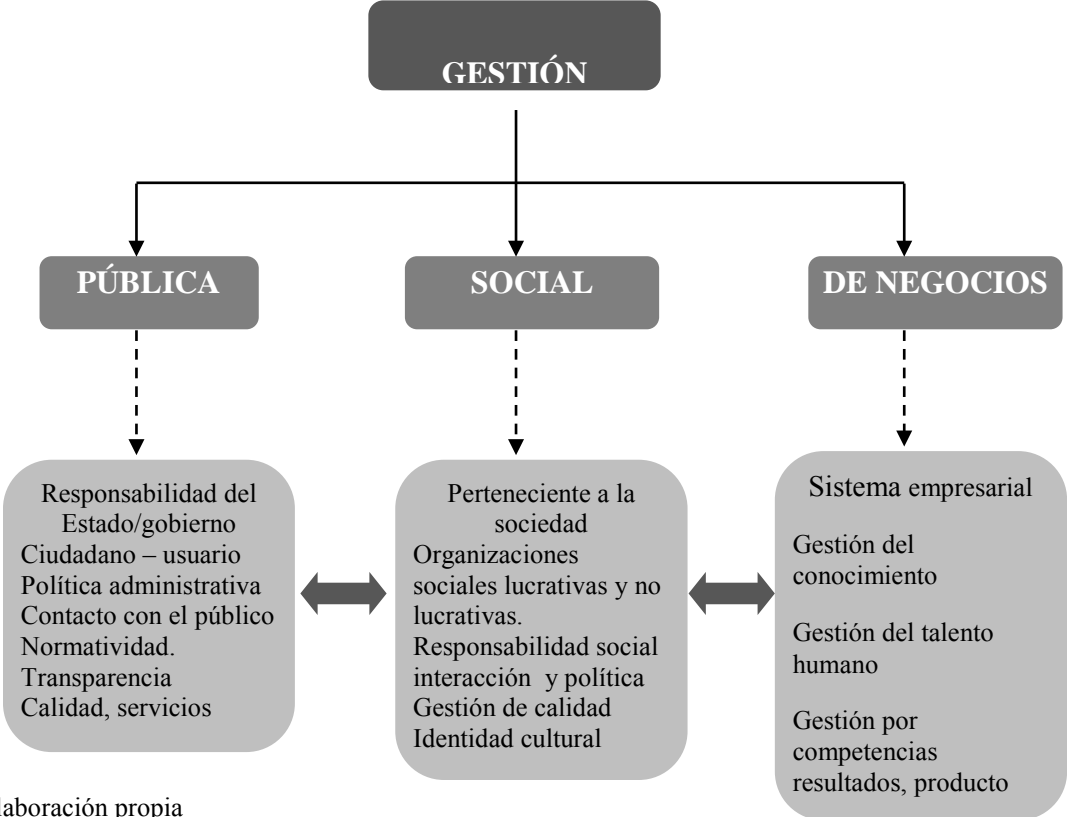 GESTIÓN
PÚBLICA
SOCIAL
DE NEGOCIOS
Responsabilidad del
Estado/gobierno
Ciudadano – usuario
Política administrativa
Contacto con el público
Normatividad.
Transparencia
Calidad, servicios
Perteneciente a la
sociedad
Organizaciones
sociales lucrativas y no
lucrativas.
Responsabilidad social
interacción y política
Gestión de calidad
Identidad cultural
Sistema empresarial
Gestión del
conocimiento
Gestión del talento
humano
Gestión por
competencias
resultados, producto
laboración propia